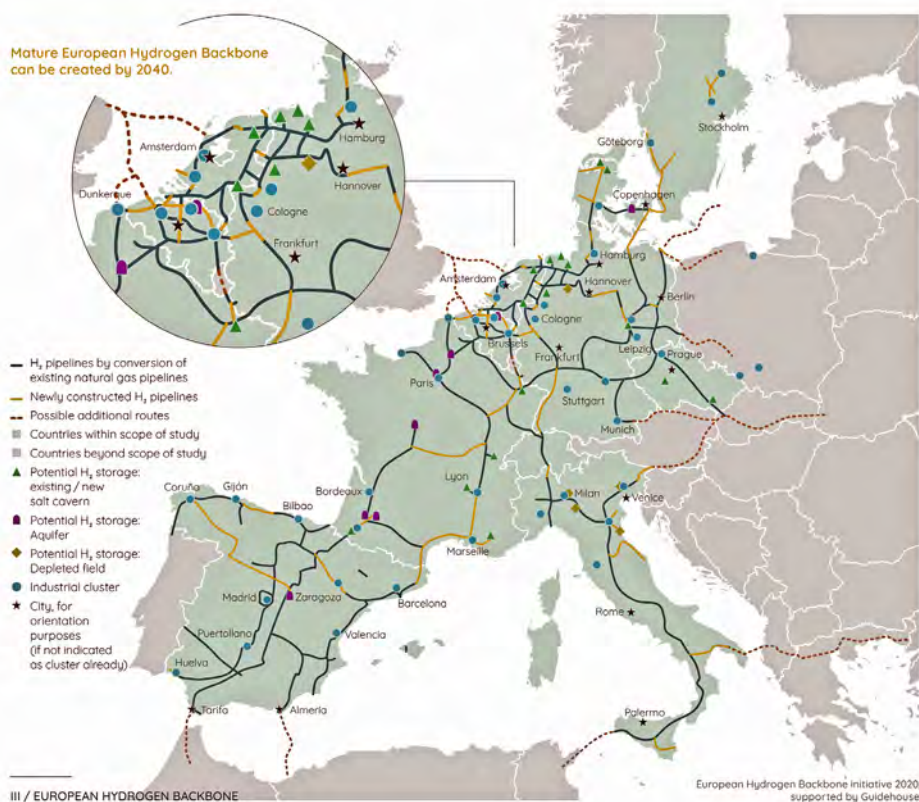 Mature European Hydrogen Backbone
can be created by 2040.
Amsterdam
Hamburg
Hannover
Dunkerque
Cologne
Frankfurt
Stockholm
Göteborg
Copenhagen
Hamburg
Amsterdam
Hannover
Berlin
Cologne
Brussels
Leipzig
Frankfurt
Prague
Paris
Stuttgart
Munich
Lyon
Milan
Venice
Bordeaux
Coruña
Gijón
Bilbao
Marseille
Madrid
Zaragoza
Barcelona
Rome
Puertollano
Valencia
Huelva
Tarifa
Almería
Palermo
H₂ pipelines by conversion of
existing natural gas pipelines
Newly constructed H₂ pipelines
Possible additional routes
Countries within scope of study
Countries beyond scope of study
Potential H₂ storage:
existing / new
salt cavern
Potential H₂ storage:
Aquifer
Potential H₂ storage:
Depleted field
Industrial cluster
City, for
orientation
purposes
(if not indicated
as cluster already)
III / EUROPEAN HYDROGEN BACKBONE
European Hydrogen Backbone initiative 2020
supported by Guidehouse